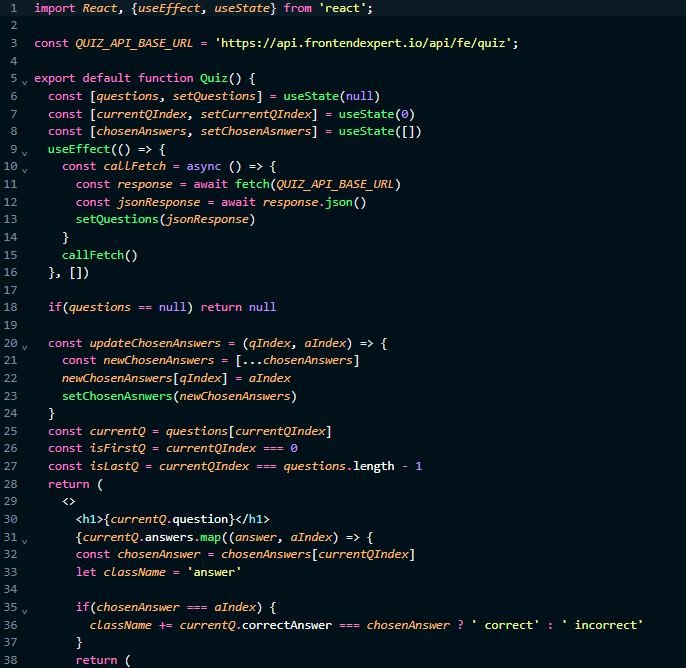 1 import React, {useEffect, useState} from 'react';
2
3 const QUIZ_API_BASE_URL = 'https://api.frontendexpert.io/api/fe/quiz';
4
5 export default function Quiz() {
6 const [questions, setQuestions] = useState(null)
7 const [currentQIndex, setCurrentQIndex] = useState(0)
8 const [chosenAnswers, setChosenAsnwers] = useState([])
9 useEffect(() => {
10 const callFetch = async () => {
11 const response = await fetch(QUIZ_API_BASE_URL)
12 const jsonResponse = await response.json()
13 setQuestions(jsonResponse)
14 }
15 callFetch()
16 }, [])
17
18 if(questions == null) return null
19
20 const updateChosenAnswers = (qIndex, aIndex) => {
21 const newChosenAnswers = [...chosenAnswers]
22 newChosenAnswers[qIndex] = aIndex
23 setChosenAsnwers(newChosenAnswers)
24 }
25 const currentQ = questions[currentQIndex]
26 const isFirstQ = currentQIndex === 0
27 const isLastQ = currentQIndex === questions.length - 1
28 return (
29 <>
30 <h1>{currentQ.question}</h1>
31 {currentQ.answers.map((answer, aIndex) => {
32 const chosenAnswer = chosenAnswers[currentQIndex]
33 let className = 'answer'
34
35 if(chosenAnswer === aIndex) {
36 className += currentQ.correctAnswer === chosenAnswer ? ' correct' : ' incorrect'
37 }
38 return (